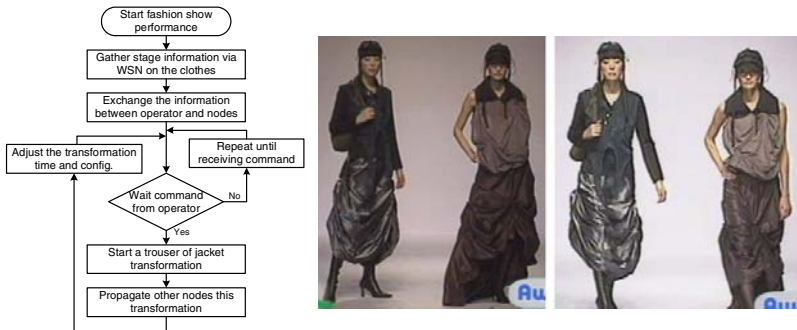 Start fashion show
performance
Gather stage information via
WSN on the clothes
Exchange the information
between operator and nodes
Adjust the transformation
time and config.
Repeat until
receiving command
Wait command
from operator
No
Yes
Start a trouser of jacket
transformation
Propagate other nodes this
transformation
Aw
Aw